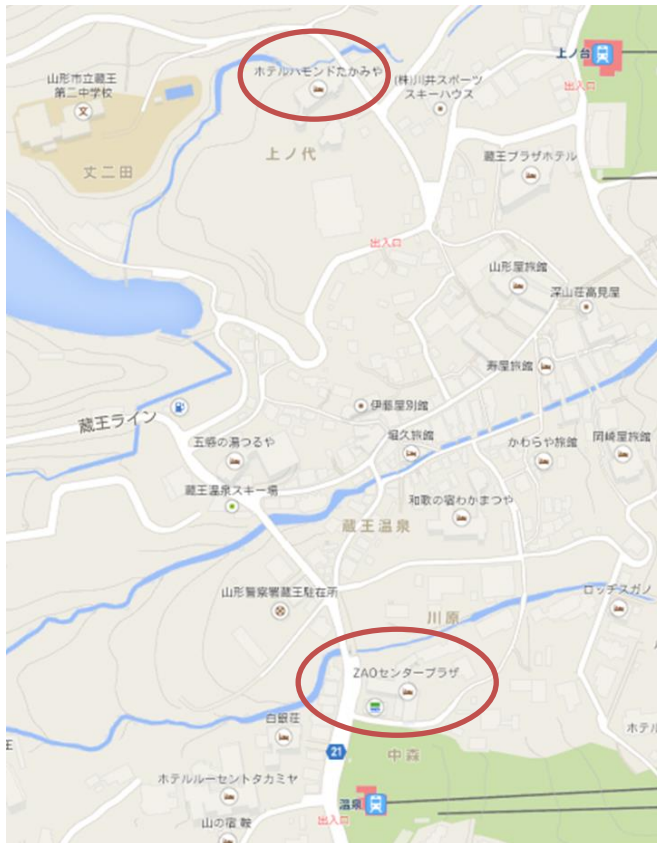 ホテルハモンドたかみや
上ノ台
出入口
山形市立蔵王
第二中学校
(株)川井スポーツ
スキーハウス
上ノ代
蔵王プラザホテル
丈二田
出入口
山形屋旅館
深山荘高見屋
寿屋旅館
伊藤屋別館
蔵王ライン
五感の湯つるや
堀久旅館
かわらや旅館
岡崎屋旅館
蔵王温泉スキー場
和歌の宿わかまつや
蔵王温泉
山形警察署蔵王駐在所
ロッヂスガノ
川原
ZAOセンタープラザ
白銀荘
ホテル
21
中森
ホテルルーセントタカミヤ
温泉
山の宿 鞍
出入口